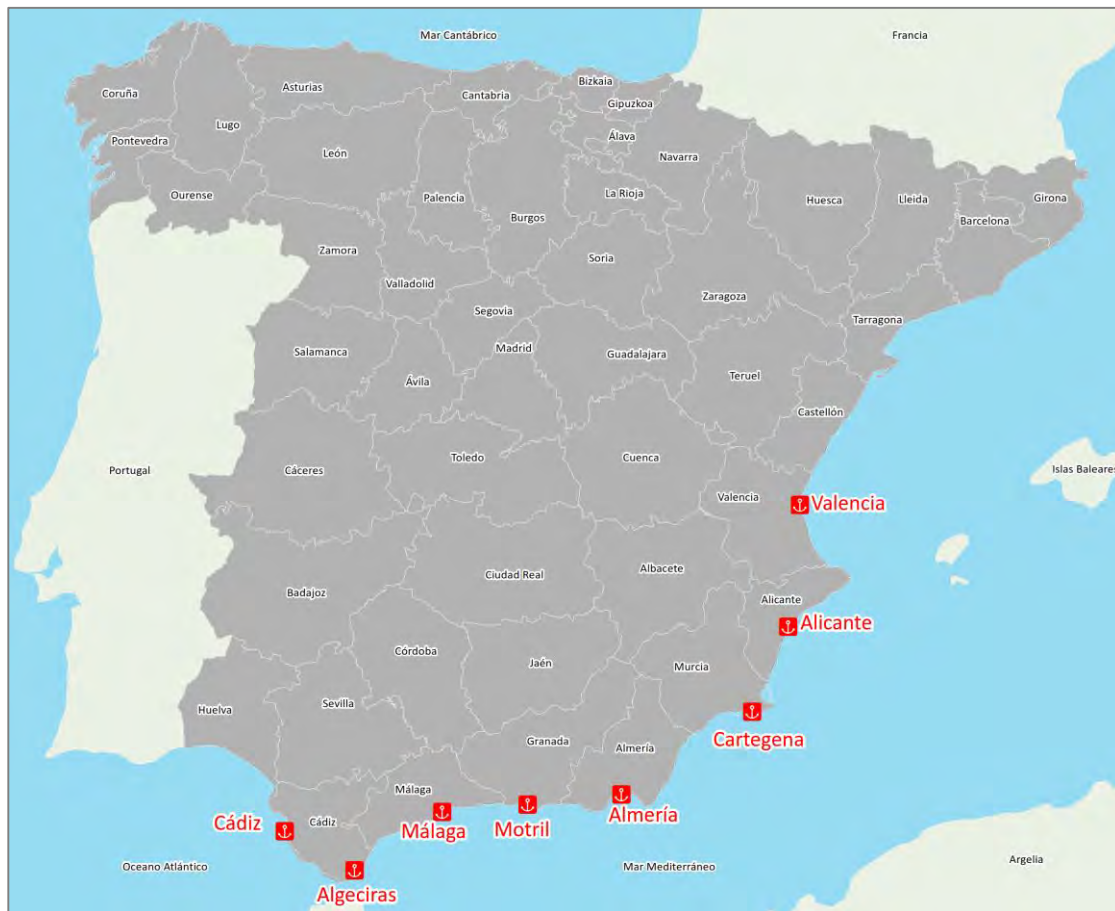 Mar Cantábrico
Francia
Coruña
Asturias
Cantabria
Bizkaia
Gipuzkoa
Pontevedra
Lugo
Álava
León
Navarra
Ourense
Palencia
La Rioja
Burgos
Huesca
Lleida
Girona
Barcelona
Zamora
Soria
Valladolid
Zaragoza
Segovia
Tarragona
Salamanca
Madrid
Guadalajara
Teruel
Ávila
Castellón
Portugal
Cáceres
Toledo
Cuenca
Islas Baleares
Valencia
Valencia
Badajoz
Ciudad Real
Albacete
Alicante
Alicante
Córdoba
Jaén
Murcia
Huelva
Sevilla
Cartegena
Granada
Almería
Málaga
Cádiz
Cádiz
Málaga
Motril
Almería
Oceano Atlántico
Algeciras
Mar Mediterráneo
Argelia